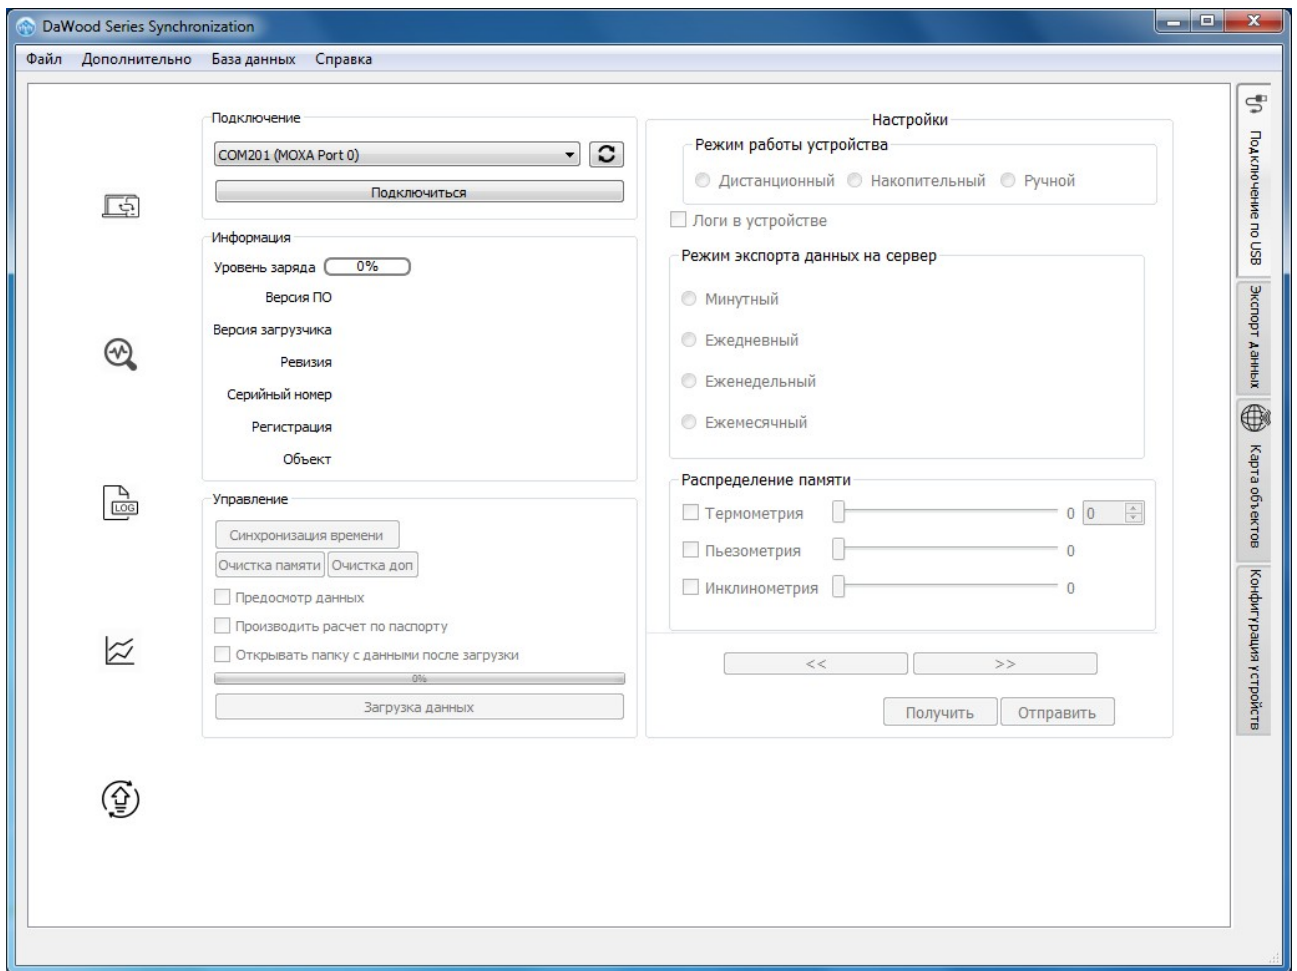 DaWood Series Synchronization
Файл Дополнительно База данных Справка
Подключение
COM201 (MOXA Port 0)
Подключиться
Информация
Уровень заряда 0%
Версия ПО
Версия загрузчика
Ревизия
Серийный номер
Регистрация
Объект
Управление
Синхронизация времени
Очистка памяти Очистка доп
Предосмотр данных
Производить расчет по паспорту
Открывать папку с данными после загрузки
0%
Загрузка данных
LOG
Настройки
Режим работы устройства
Дистанционный Накопительный Ручной
Логи в устройстве
Режим экспорта данных на сервер
Минутный
Ежедневный
Еженедельный
Ежемесячный
Распределение памяти
Термометрия 0 0
Пьезометрия 0
Инклинометрия 0
<< >>
Получить Отправить
Подключение по USB
Экспорт данных
Карта объектов
Конфигурация устройств